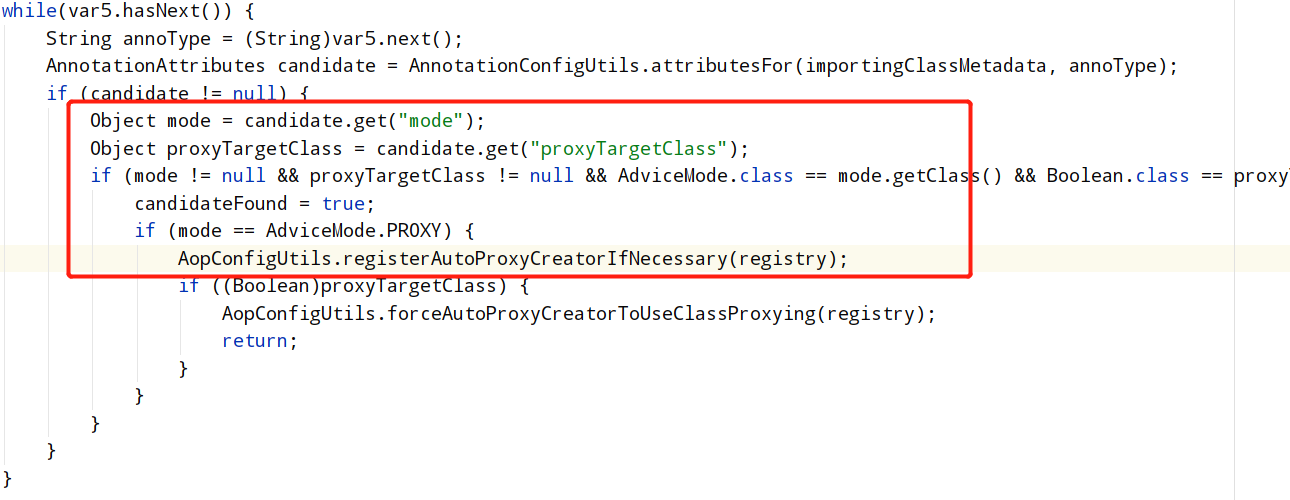 while(var5.hasNext()) {
String annoType = (String)var5.next();
AnnotationAttributes candidate = AnnotationConfigUtils.attributesFor(importingClassMetadata, annoType);
if (candidate != null) {
Object mode = candidate.get("mode");
Object proxyTargetClass = candidate.get("proxyTargetClass");
if (mode != null && proxyTargetClass != null && AdviceMode.class == mode.getClass() && Boolean.class == proxy
candidateFound = true;
if (mode == AdviceMode.PROXY) {
AopConfigUtils.registerAutoProxyCreatorIfNecessary(registry);
if ((Boolean)proxyTargetClass) {
AopConfigUtils.forceAutoProxyCreatorToUseClassProxying(registry);
return;
}
}
}
}
}